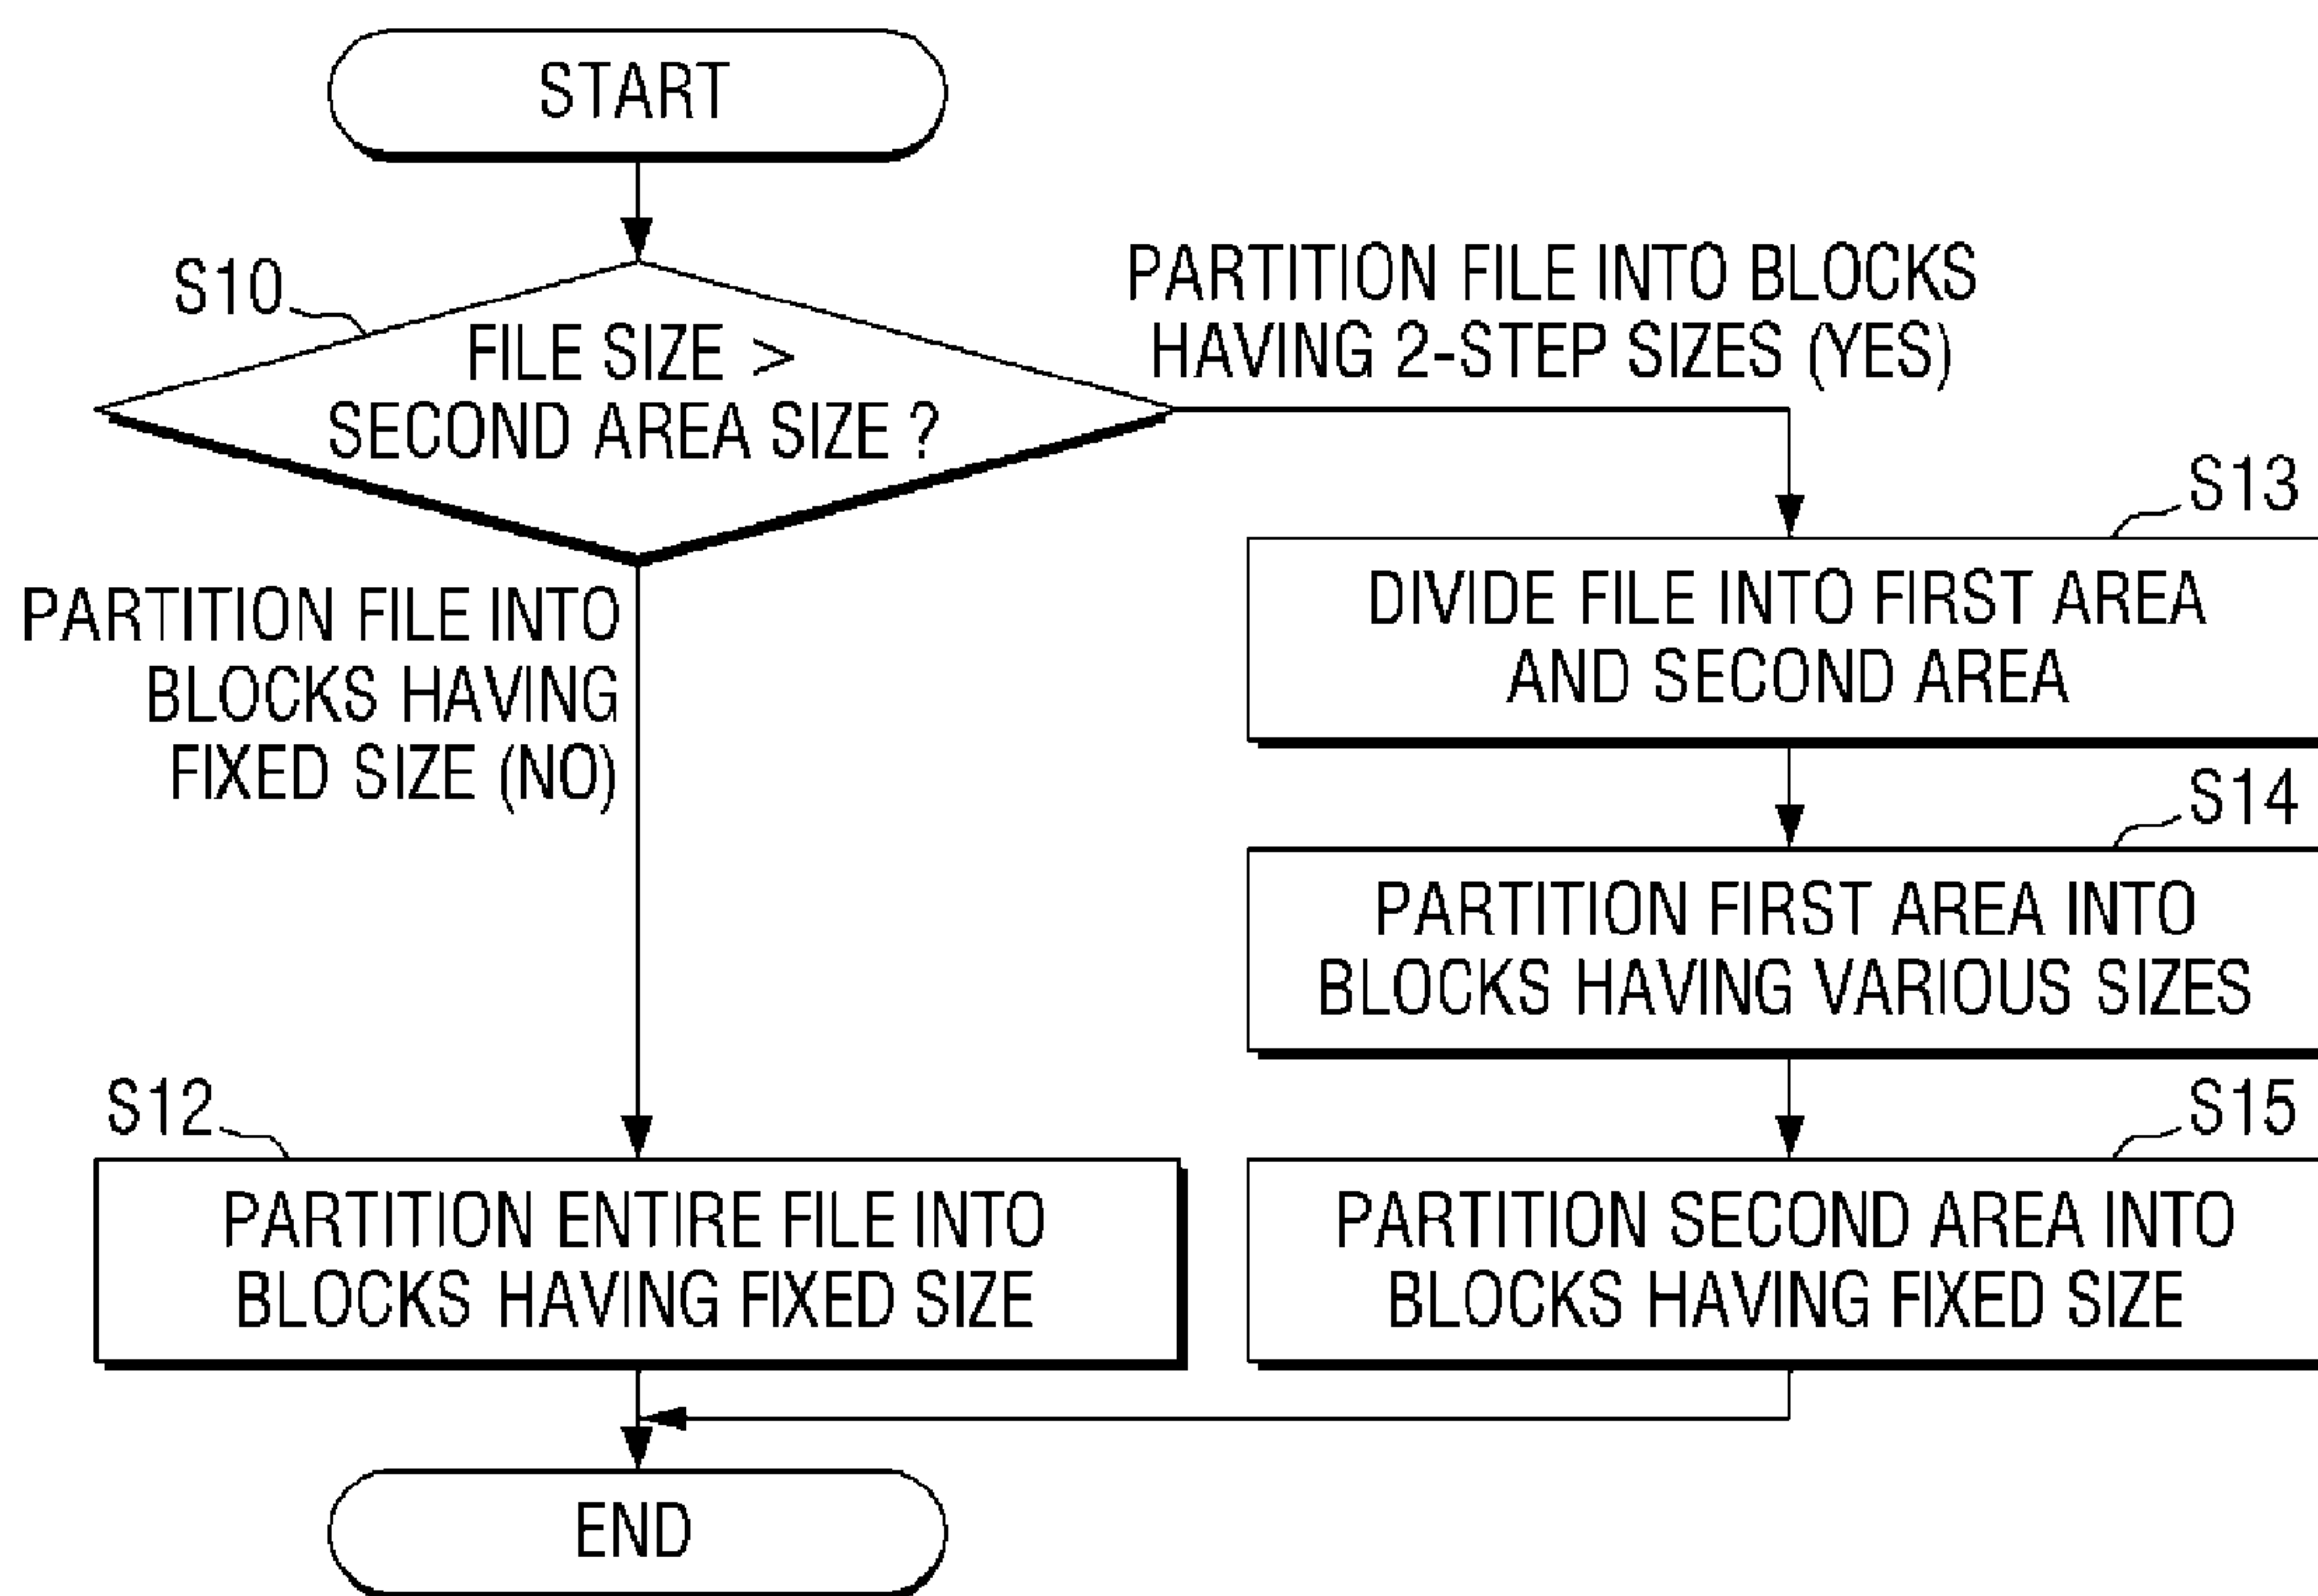 START
S10
FILE SIZE >
SECOND AREA SIZE ?
PARTITION FILE INTO BLOCKS
HAVING 2-STEP SIZES (YES)
PARTITION FILE INTO
BLOCKS HAVING
FIXED SIZE (NO)
S13
DIVIDE FILE INTO FIRST AREA
AND SECOND AREA
S14
PARTITION FIRST AREA INTO
BLOCKS HAVING VARIOUS SIZES
S12
PARTITION ENTIRE FILE INTO
BLOCKS HAVING FIXED SIZE
S15
PARTITION SECOND AREA INTO
BLOCKS HAVING FIXED SIZE
END